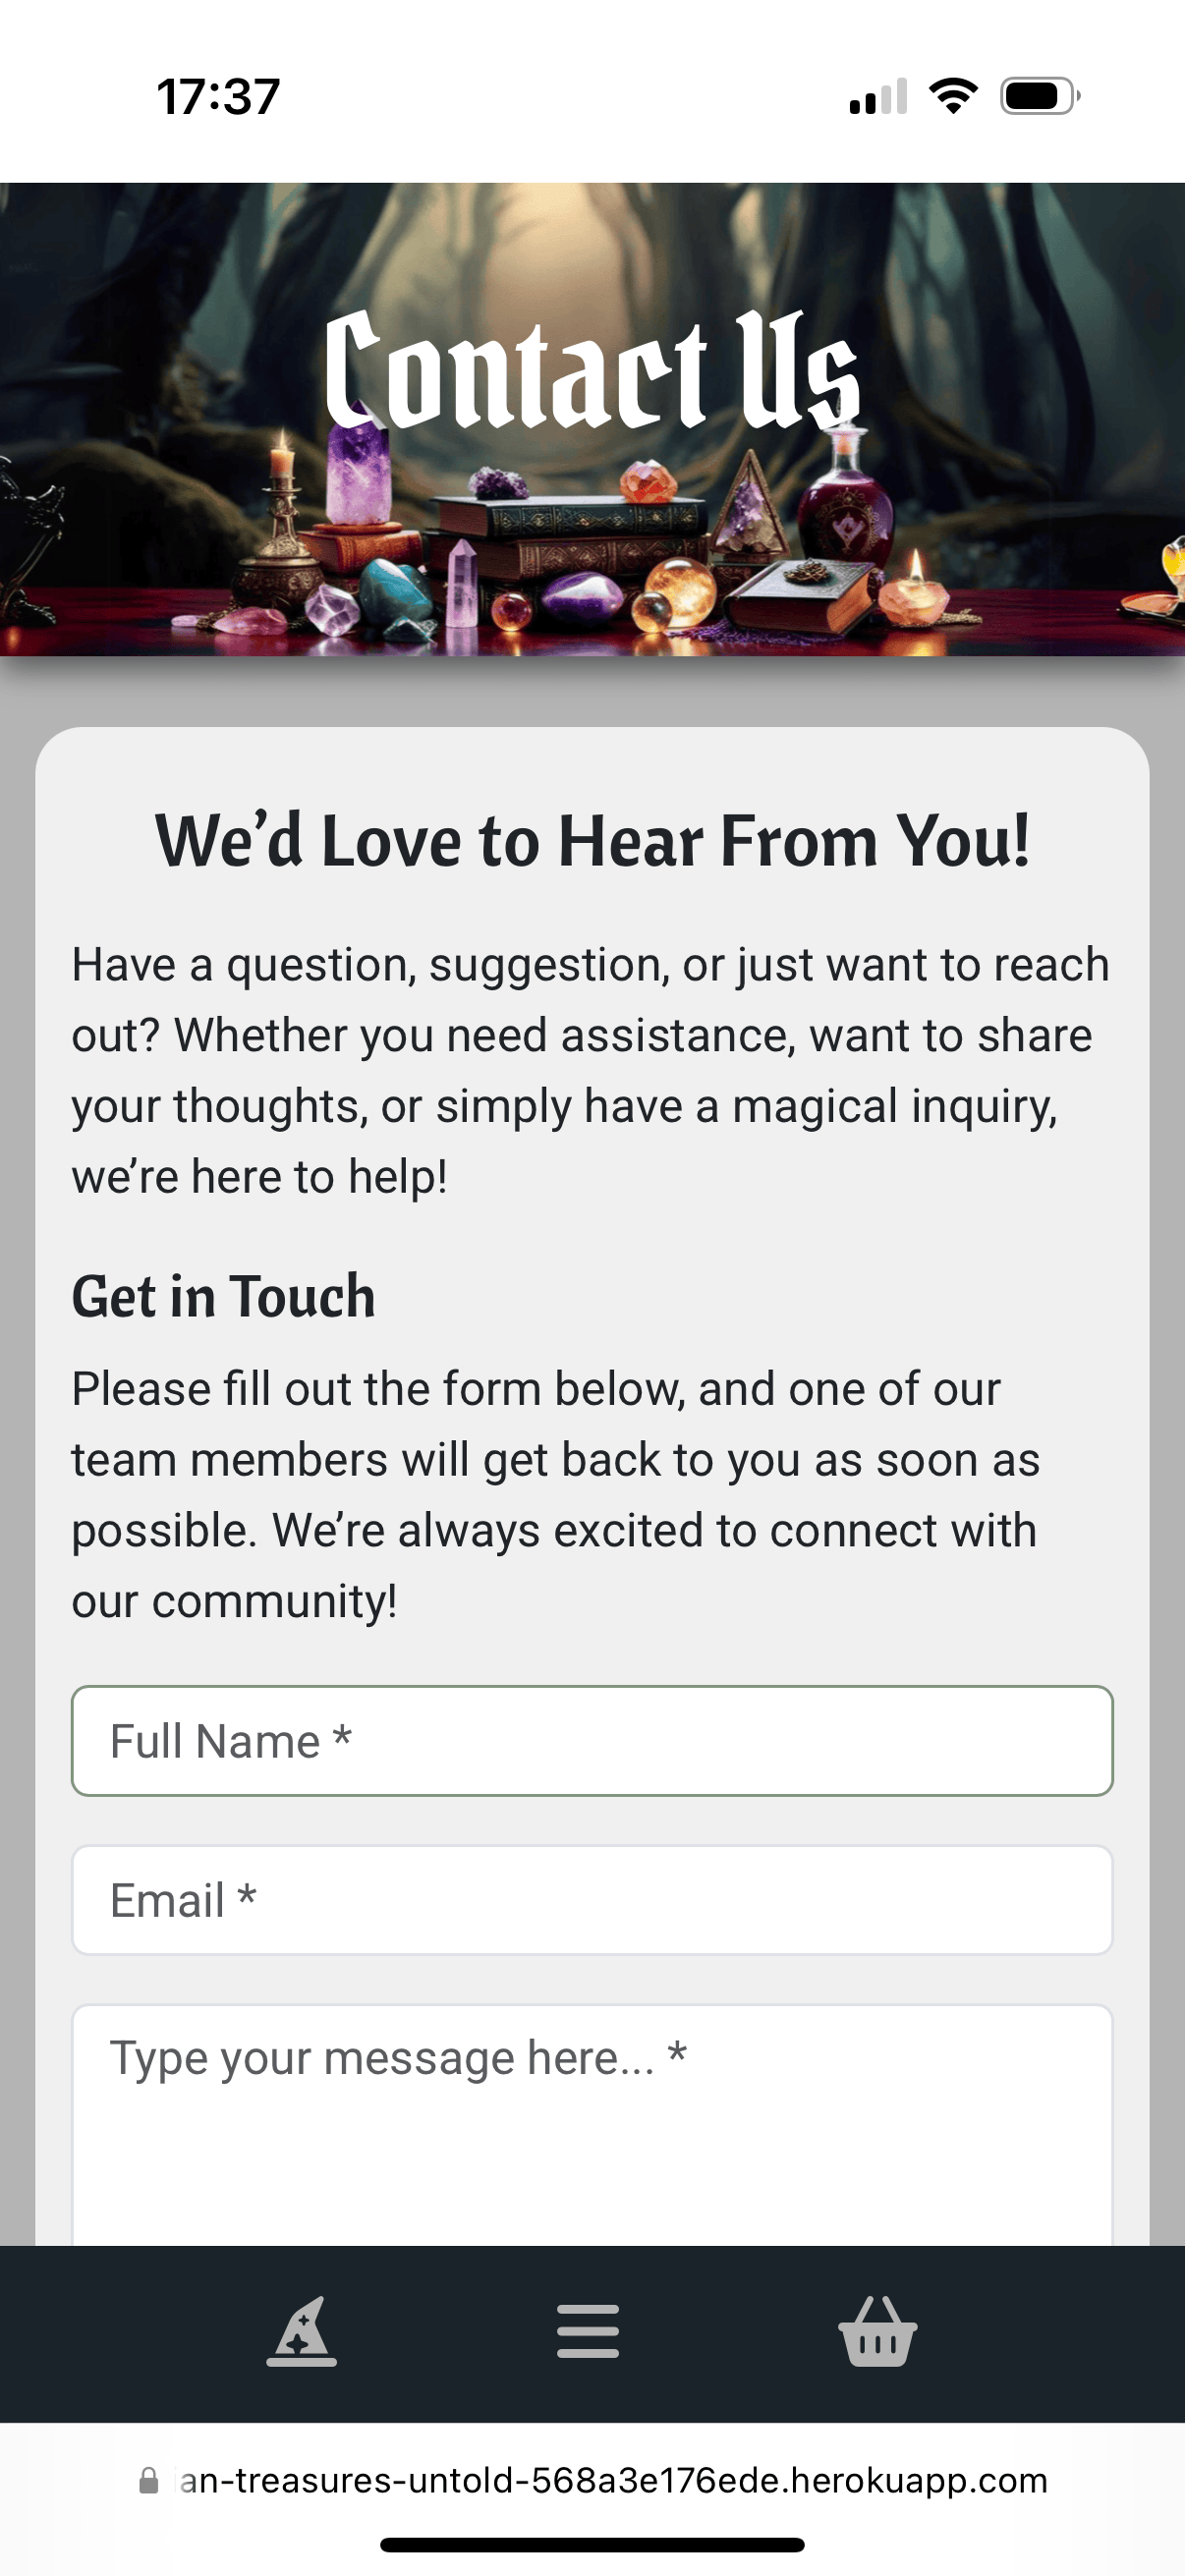 17:37
Contact Us
We’d Love to Hear From You!
Have a question, suggestion, or just want to reach
out? Whether you need assistance, want to share
your thoughts, or simply have a magical inquiry,
we’re here to help!
Get in Touch
Please fill out the form below, and one of our
team members will get back to you as soon as
possible. We’re always excited to connect with
our community!
Full Name *
Email *
Type your message here... *
an-treasures-untold-568a3e176ede.herokuapp.com